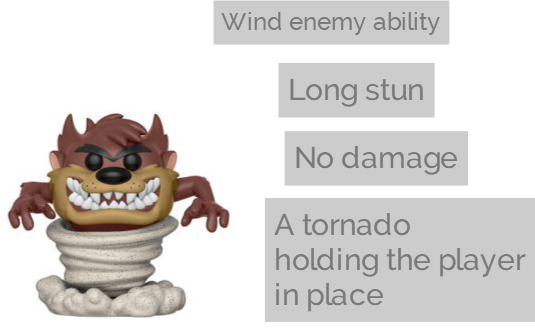 Wind enemy ability
Long stun
No damage
A tornado
holding the player
in place